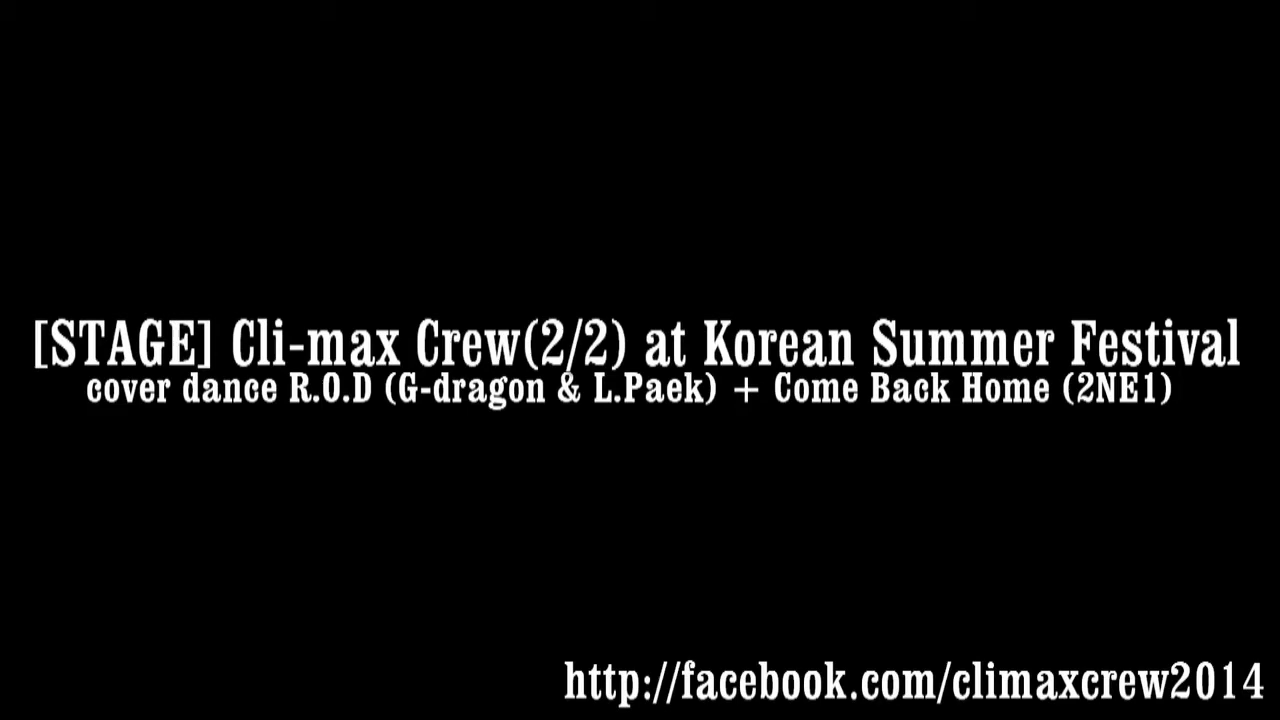 [STAGE] Cli-max Crew(2/2) at Korean Summer Festival
cover dance R.O.D (G-dragon & L.Paek) + Come Back Home (2NE1)
http://facebook.com/climaxcrew2014